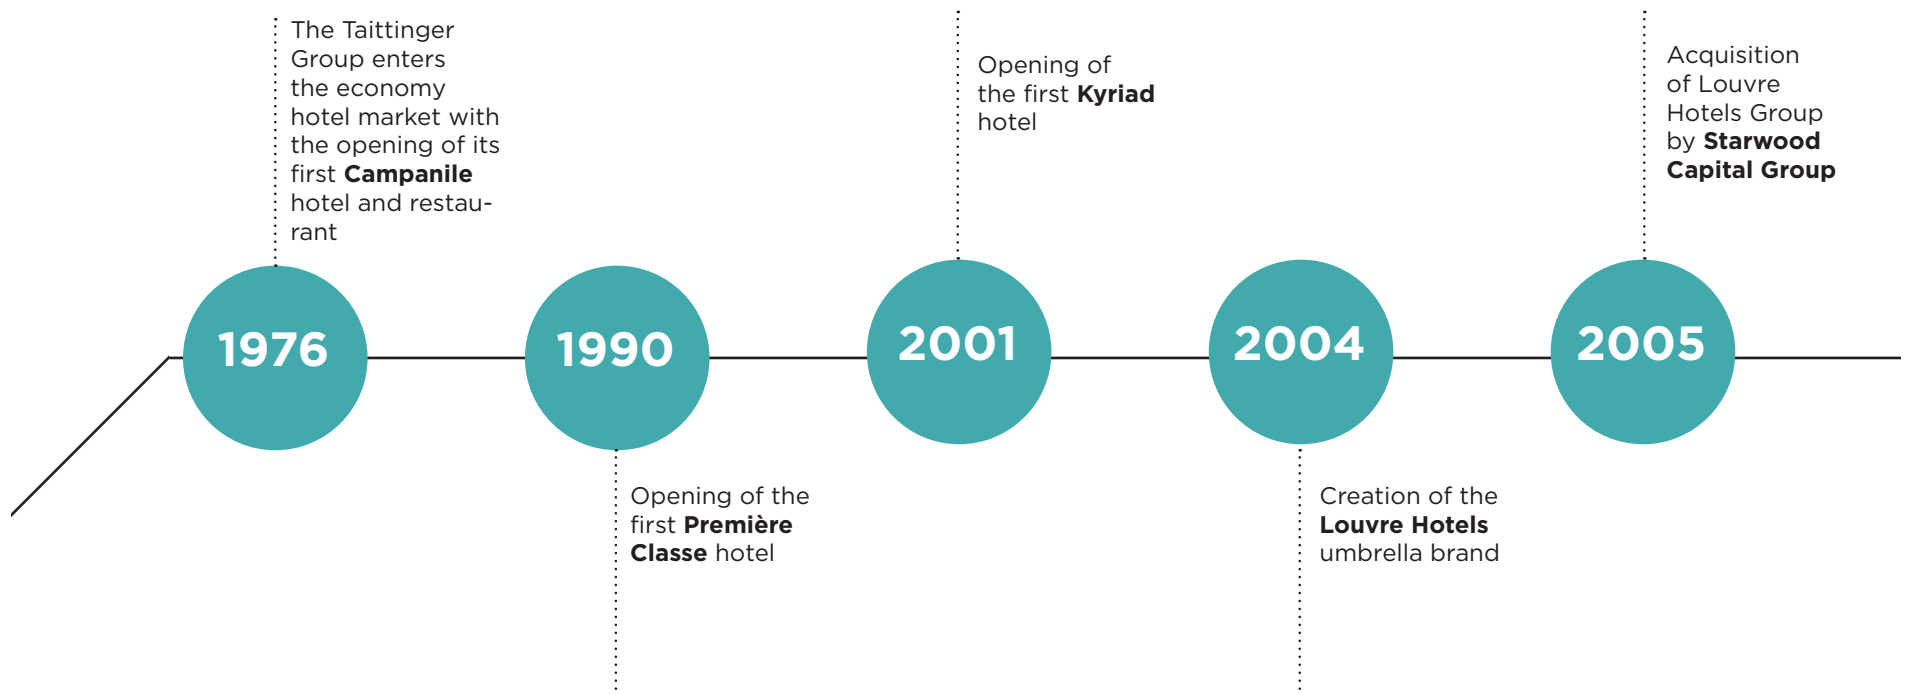 The Taittinger
Group enters
the economy
hotel market with
the opening of its
first Campanile
hotel and restau-
rant
1976
1990
Opening of the
first Première
Classe hotel
Opening of
the first Kyriad
hotel
2001
2004
Creation of the
Louvre Hotels
umbrella brand
Acquisition
of Louvre
Hotels Group
by Starwood
Capital Group
2005